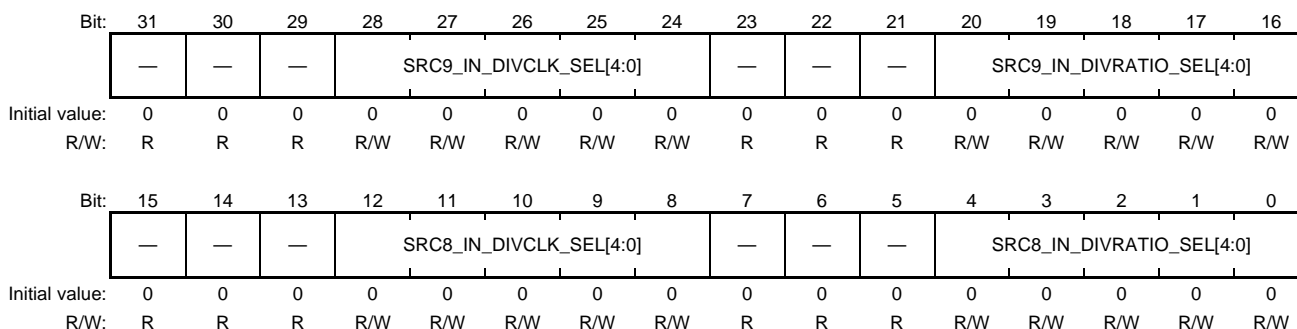 Bit: 31 30 29 28 27 26 25 24 23 22 21 20 19 18 17 16
— — — SRC9_IN_DIVCLK_SEL[4:0] — — — SRC9_IN_DIVRATIO_SEL[4:0]
Initial value: 0 0 0 0 0 0 0 0 0 0 0 0 0 0 0 0
R/W: R R R R/W R/W R/W R/W R/W R R R R/W R/W R/W R/W R/W
Bit: 15 14 13 12 11 10 9 8 7 6 5 4 3 2 1 0
— — — SRC8_IN_DIVCLK_SEL[4:0] — — — SRC8_IN_DIVRATIO_SEL[4:0]
Initial value: 0 0 0 0 0 0 0 0 0 0 0 0 0 0 0 0
R/W: R R R R/W R/W R/W R/W R/W R R R R/W R/W R/W R/W R/W